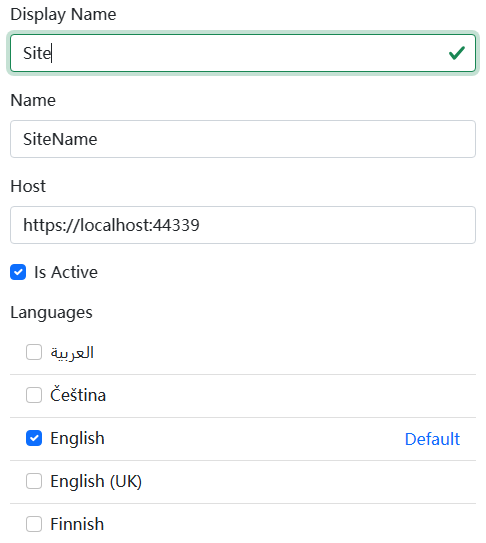 Display Name
Site
Name
SiteName
Host
https://localhost:44339
Is Active
Languages
العربية
Čeština
English Default
English (UK)
Finnish